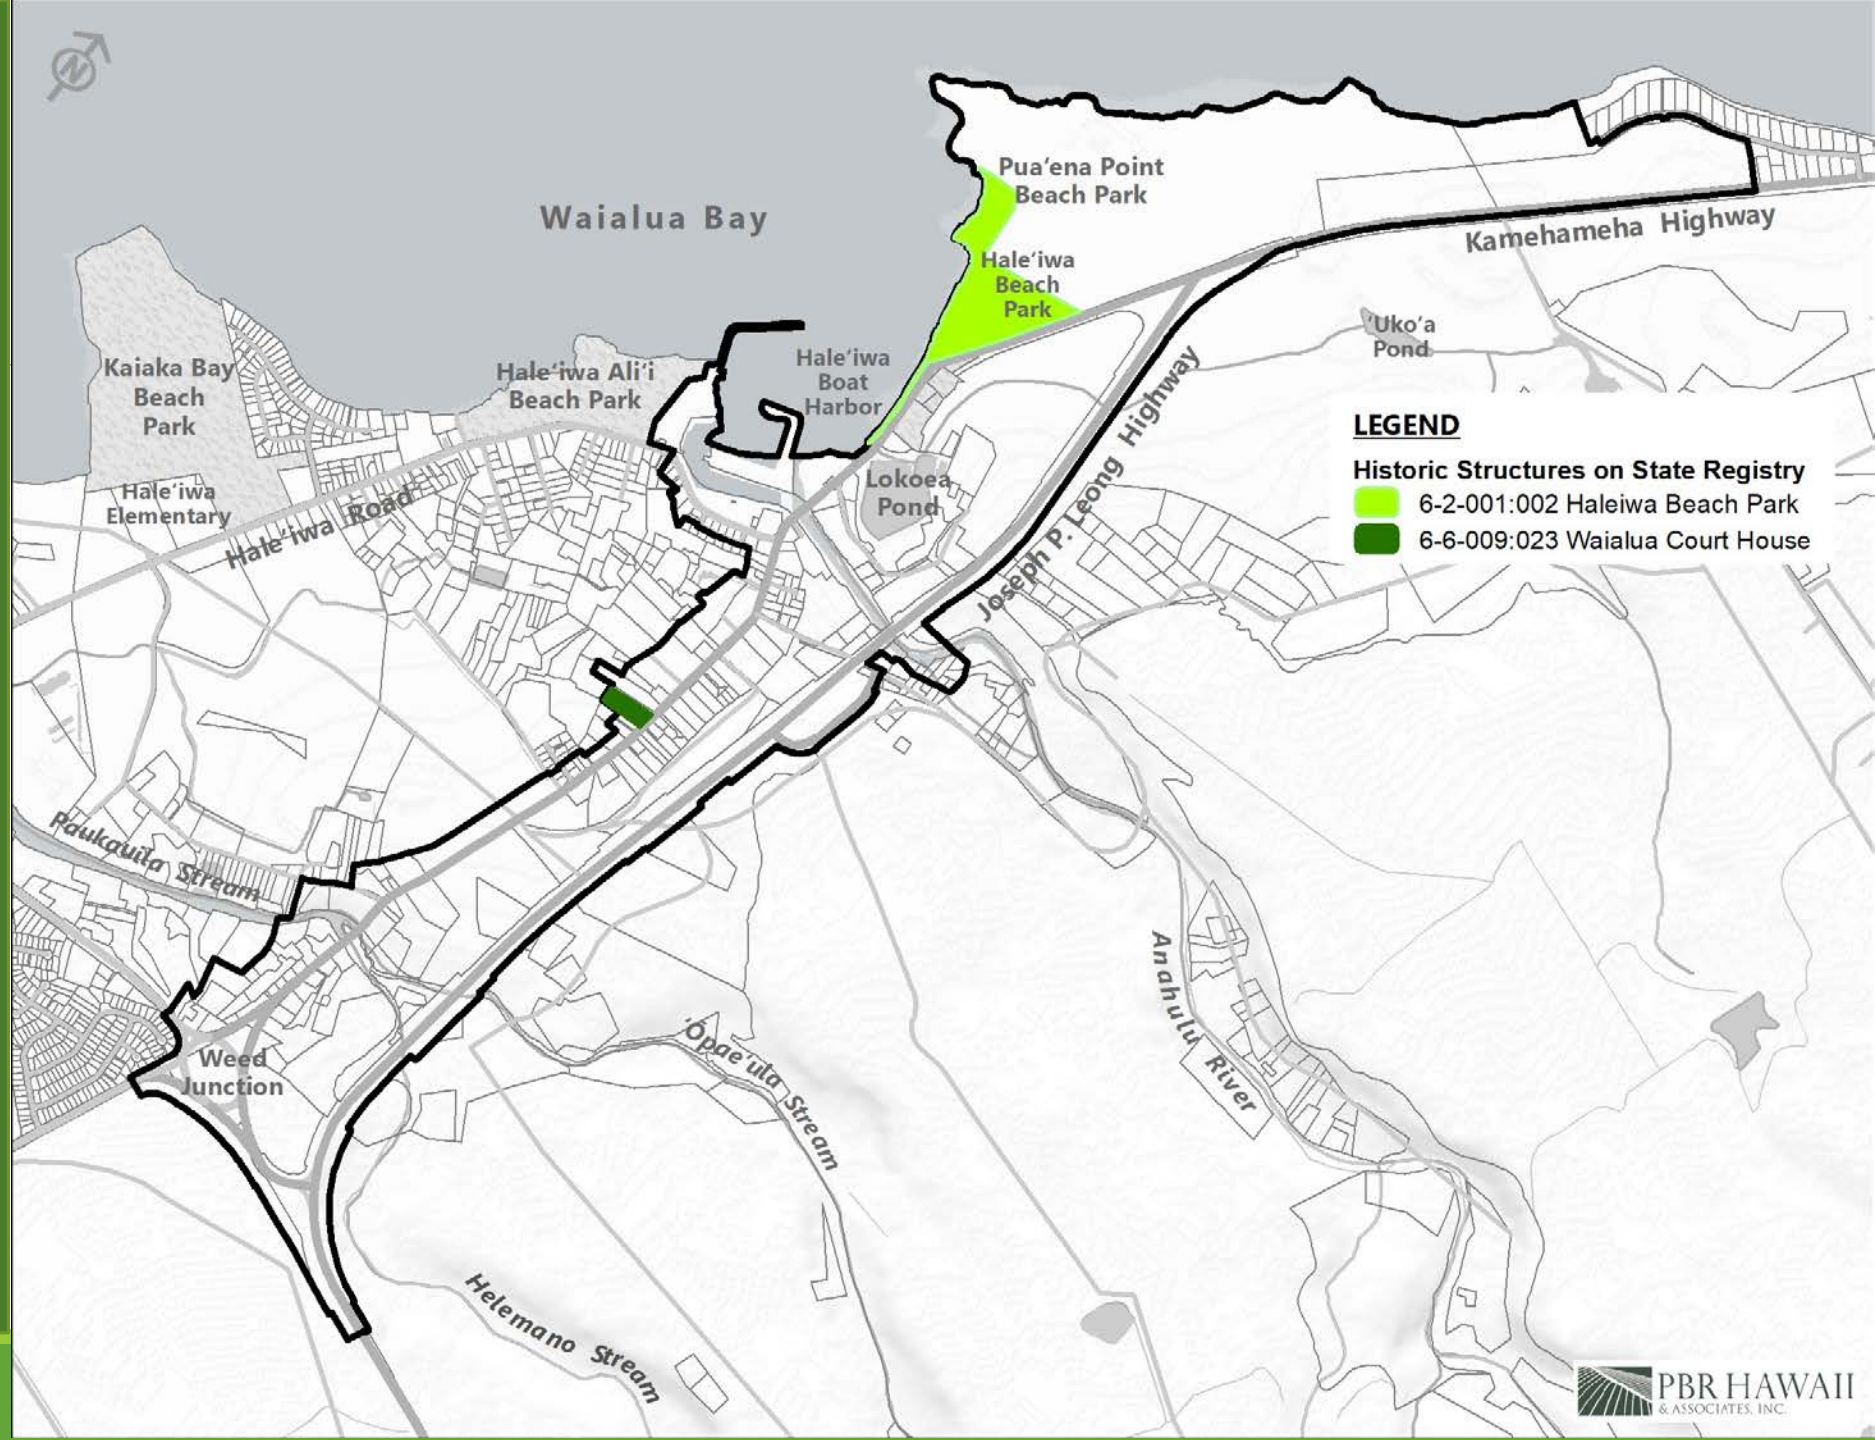 N
Pua‘ena Point
Beach Park
Waialua Bay
Kamehameha Highway
Hale‘iwa
Beach
Park
‘Uko‘a
Pond
Kaiaka Bay
Beach
Park
Hale‘iwa Ali‘i
Beach Park
Hale‘iwa
Boat
Harbor
Joseph P. Leong Highway
LEGEND
Historic Structures on State Registry
6-2-001:002 Haleiwa Beach Park
6-6-009:023 Waialua Court House
Lokoea
Pond
Hale‘iwa
Elementary
Hale‘iwa Road
Paukauila Stream
Anahulu River
Weed
Junction
‘Ōpae‘ula Stream
Helemano Stream
PBR HAWAII
& ASSOCIATES, INC.